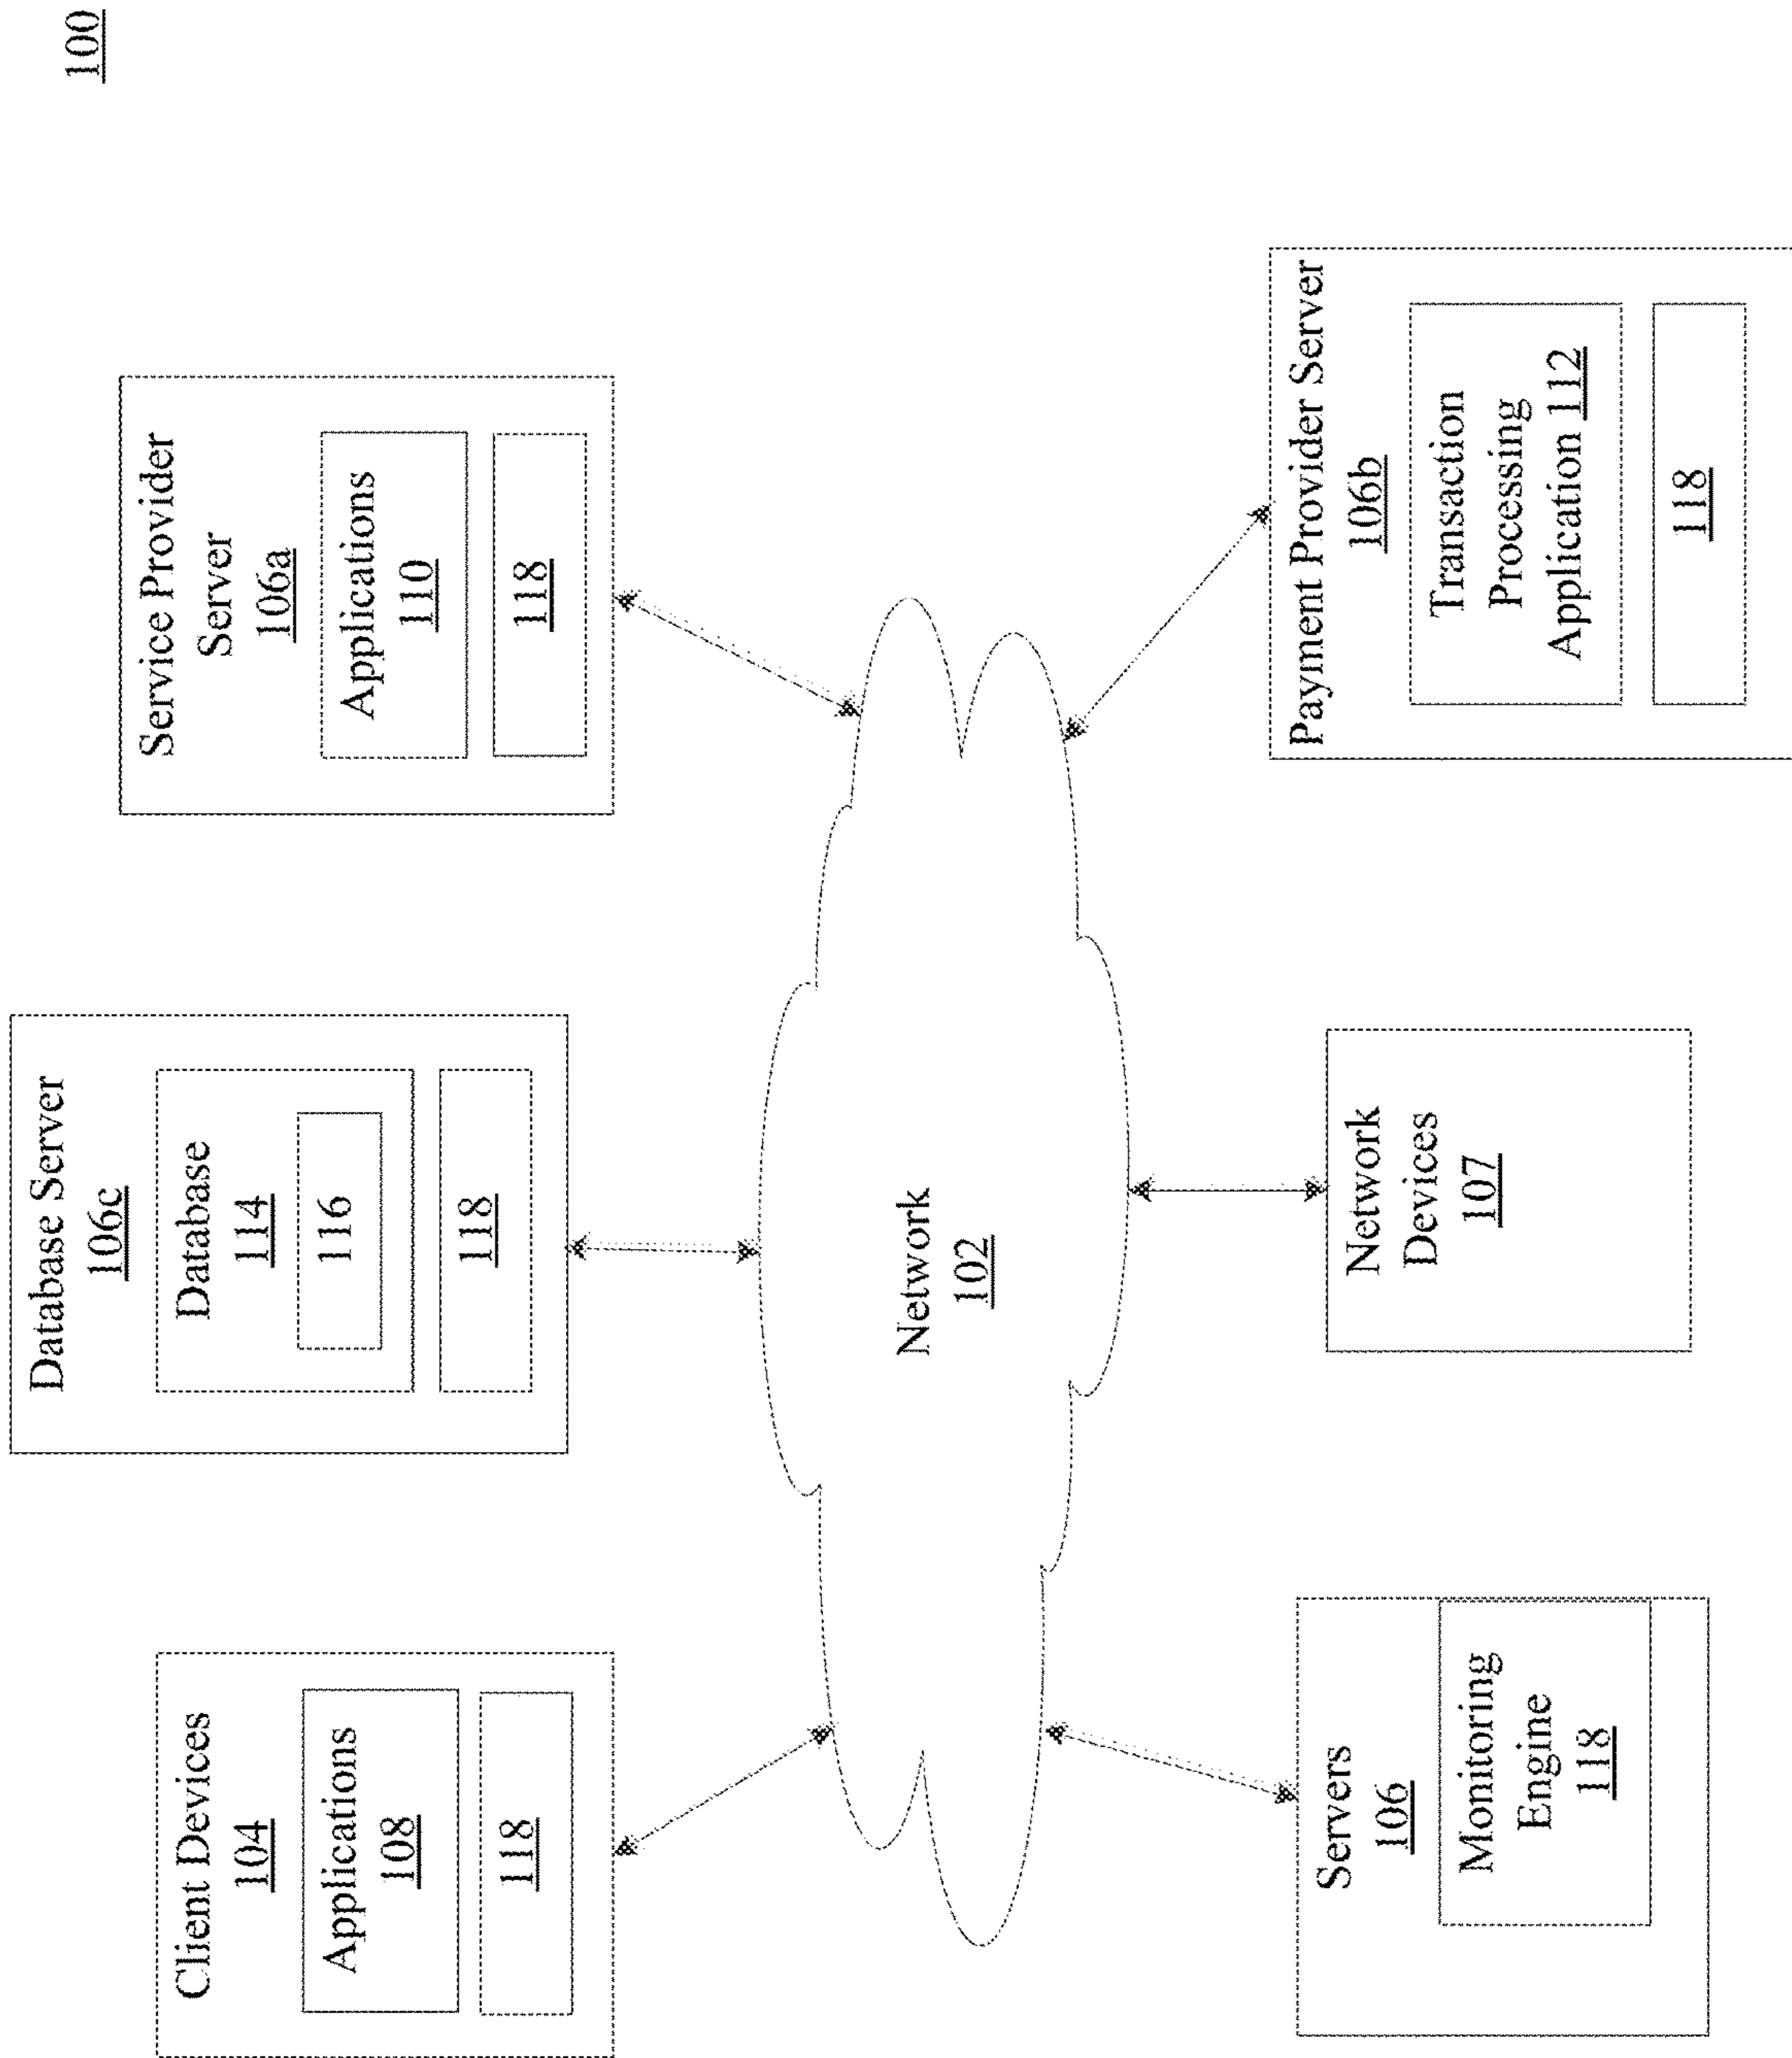 100
Client Devices
104
Applications
108
118
Database Server
106c
Database
114
116
118
Service Provider
Server
106a
Applications
110
118
Network
102
Servers
106
Monitoring
Engine
118
Network
Devices
107
Payment Provider Server
106b
Transaction
Processing
Application 112
118